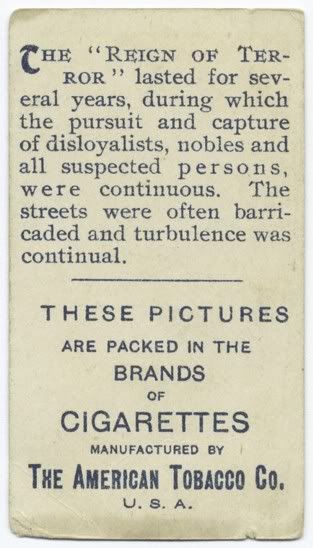 The "Reign of Ter-
ror" lasted for sev-
eral years, during which
the pursuit and capture
of disloyalists, nobles and
all suspected persons,
were continuous. The
streets were often barri-
caded and turbulence was
continual.
THESE PICTURES
ARE PACKED IN THE
BRANDS
OF
CIGARETTES
MANUFACTURED BY
THE AMERICAN TOBACCO CO.
U. S. A.